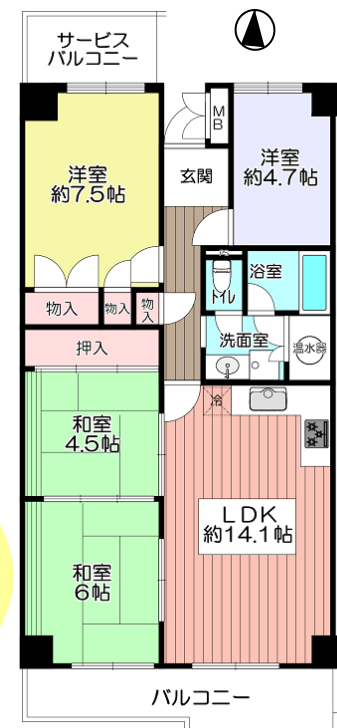 サービス
バルコニー
MB
洋室
約7.5帖
玄関
洋室
約4.7帖
浴室
トイレ
物入
物入
物入
洗面室
温水器
押入
冷
和室
4.5帖
LDK
約14.1帖
和室
6帖
バルコニー